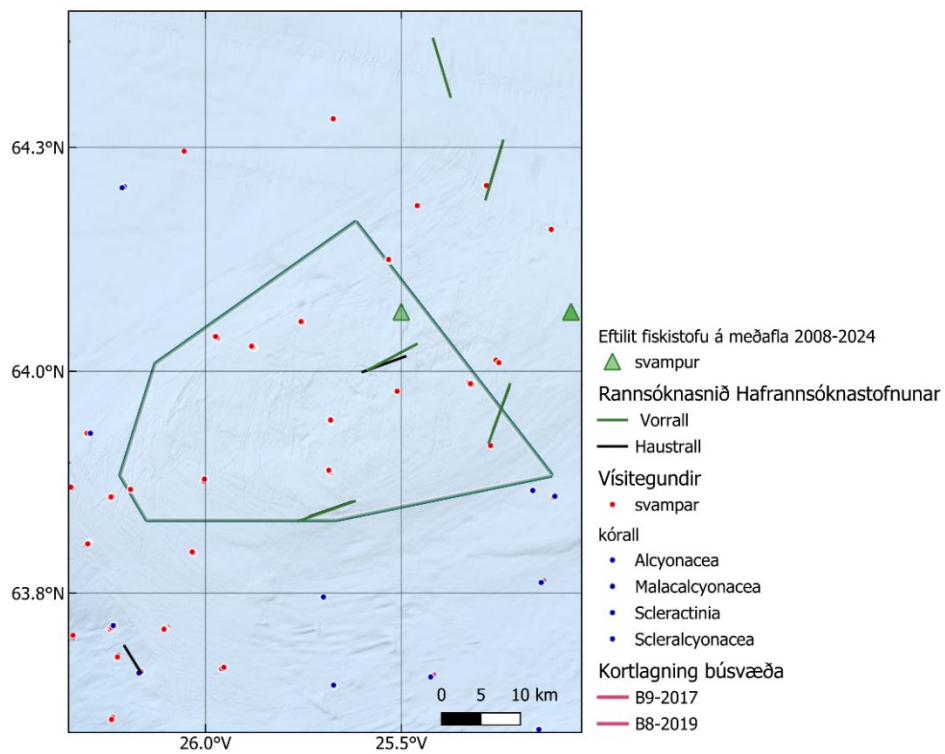 64.3°N
64.0°N
63.8°N
26.0°V
25.5°V
0 5 10 km
Eftilit fiskistofu á meðafla 2008-2024
svampur
Rannsóknasnið Hafrannsóknastofnunar
Vorrall
Haustrall
Vísitegundir
svampar
kórall
Alcyonacea
Malacalcyonacea
Scleractinia
Scleralcyonacea
Kortlagning búsvæða
B9-2017
B8-2019